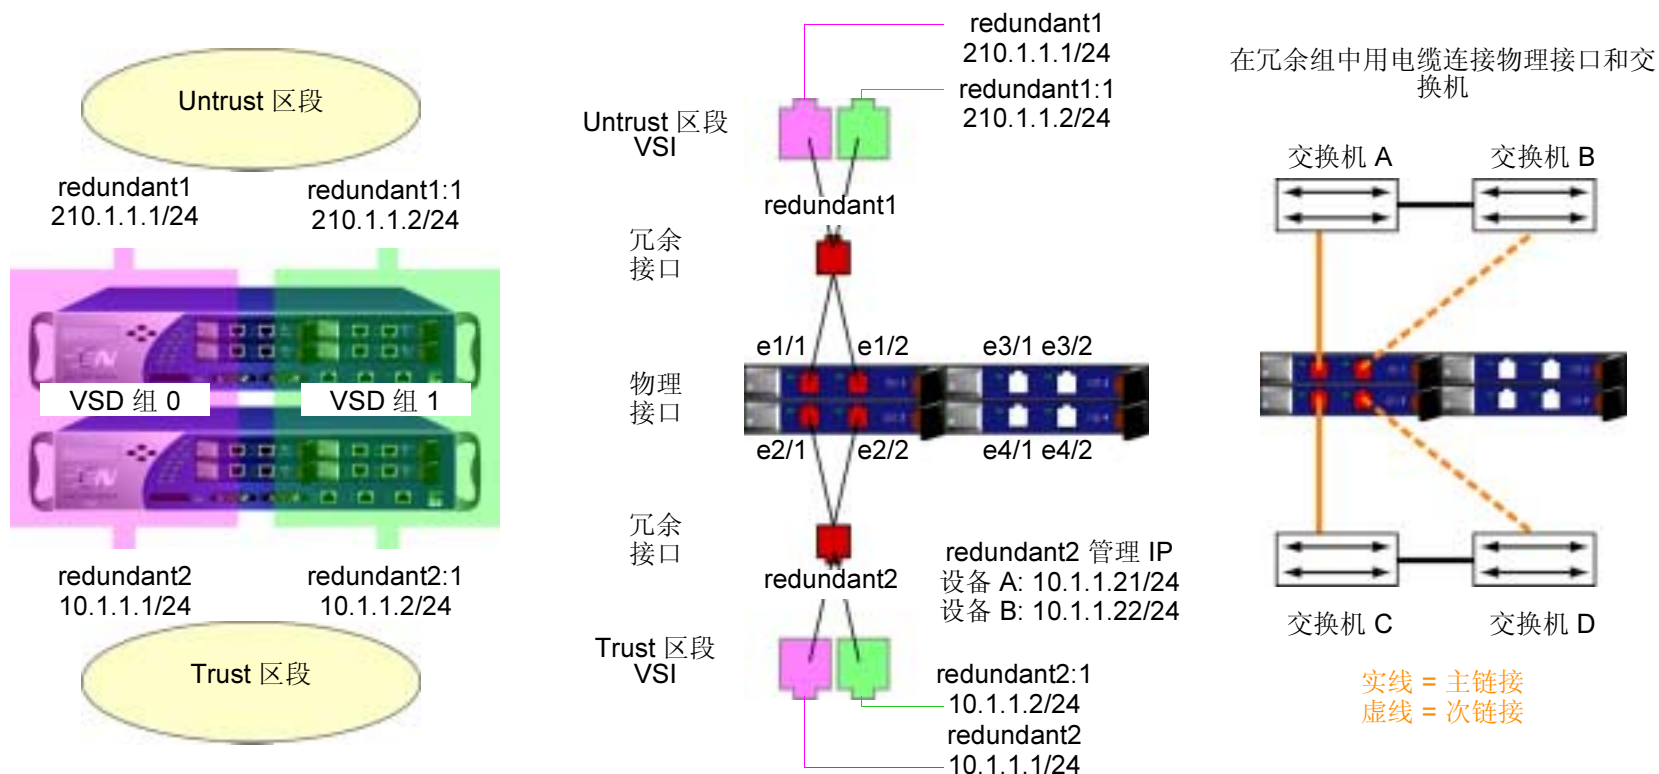 Untrust 区段
redundant1
210.1.1.1/24
redundant1:1
210.1.1.2/24
VSD 组 0
VSD 组 1
redundant2
10.1.1.1/24
redundant2:1
10.1.1.2/24
Trust 区段
redundant1
210.1.1.1/24
redundant1:1
210.1.1.2/24
Untrust 区段
VSI
redundant1
冗余
接口
e1/1
e1/2
e3/1 e3/2
物理
接口
e2/1
e2/2
e4/1 e4/2
冗余
接口
redundant2
redundant2 管理 IP
设备 A: 10.1.1.21/24
设备 B: 10.1.1.22/24
Trust 区段
VSI
redundant2:1
10.1.1.2/24
redundant2
10.1.1.1/24
在冗余组中用电缆连接物理接口和交
换机
交换机 A
交换机 B
交换机 C
交换机 D
实线 = 主链接
虚线 = 次链接